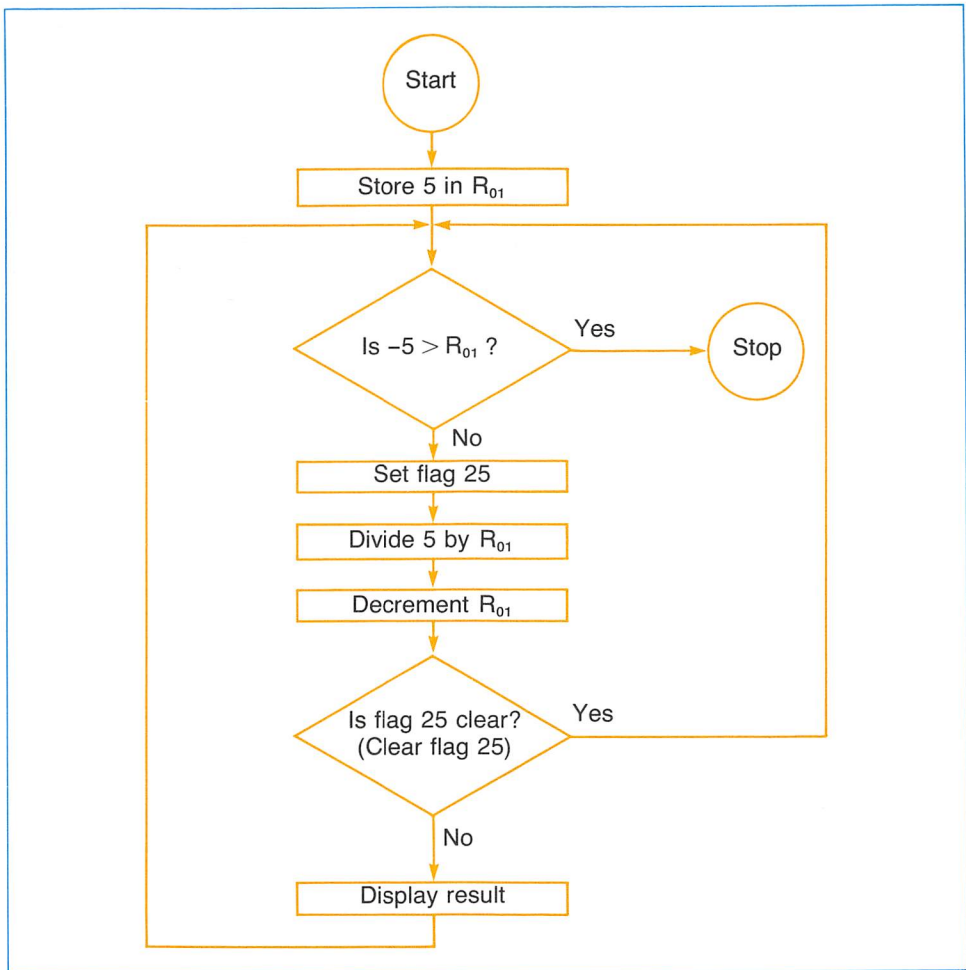 Start
Store 5 in R₀₁
Is –5 > R₀₁ ?
Yes
Stop
No
Set flag 25
Divide 5 by R₀₁
Decrement R₀₁
Is flag 25 clear?
(Clear flag 25)
Yes
No
Display result